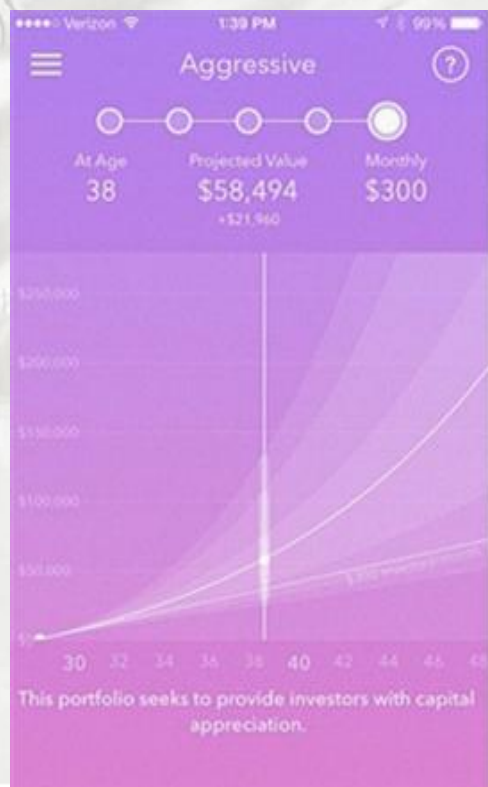 Verizon 1:39 PM 99%
Aggressive
?
At Age Projected Value Monthly
38 $58,494 $300
+$21,960
$250,000
$200,000
$150,000
$100,000
$50,000
$0
30 32 34 36 38 40 42 44 46 48
This portfolio seeks to provide investors with capital
appreciation.